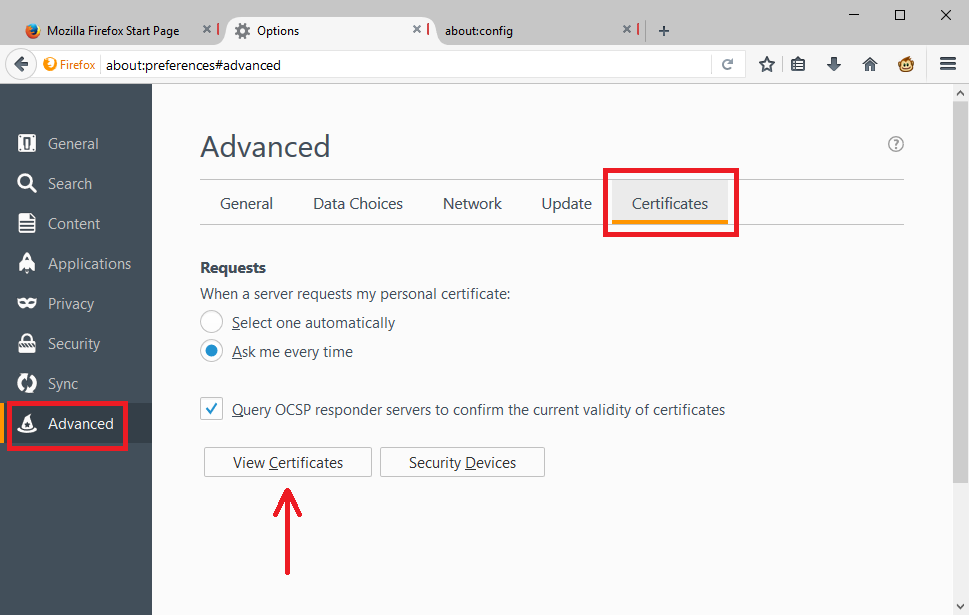 Mozilla Firefox Start Page
Options
about:config
Firefox
about:preferences#advanced
General
Search
Content
Applications
Privacy
Security
Sync
Advanced
Advanced
General Data Choices Network Update Certificates
Requests
When a server requests my personal certificate:
Select one automatically
Ask me every time
Query OCSP responder servers to confirm the current validity of certificates
View Certificates
Security Devices